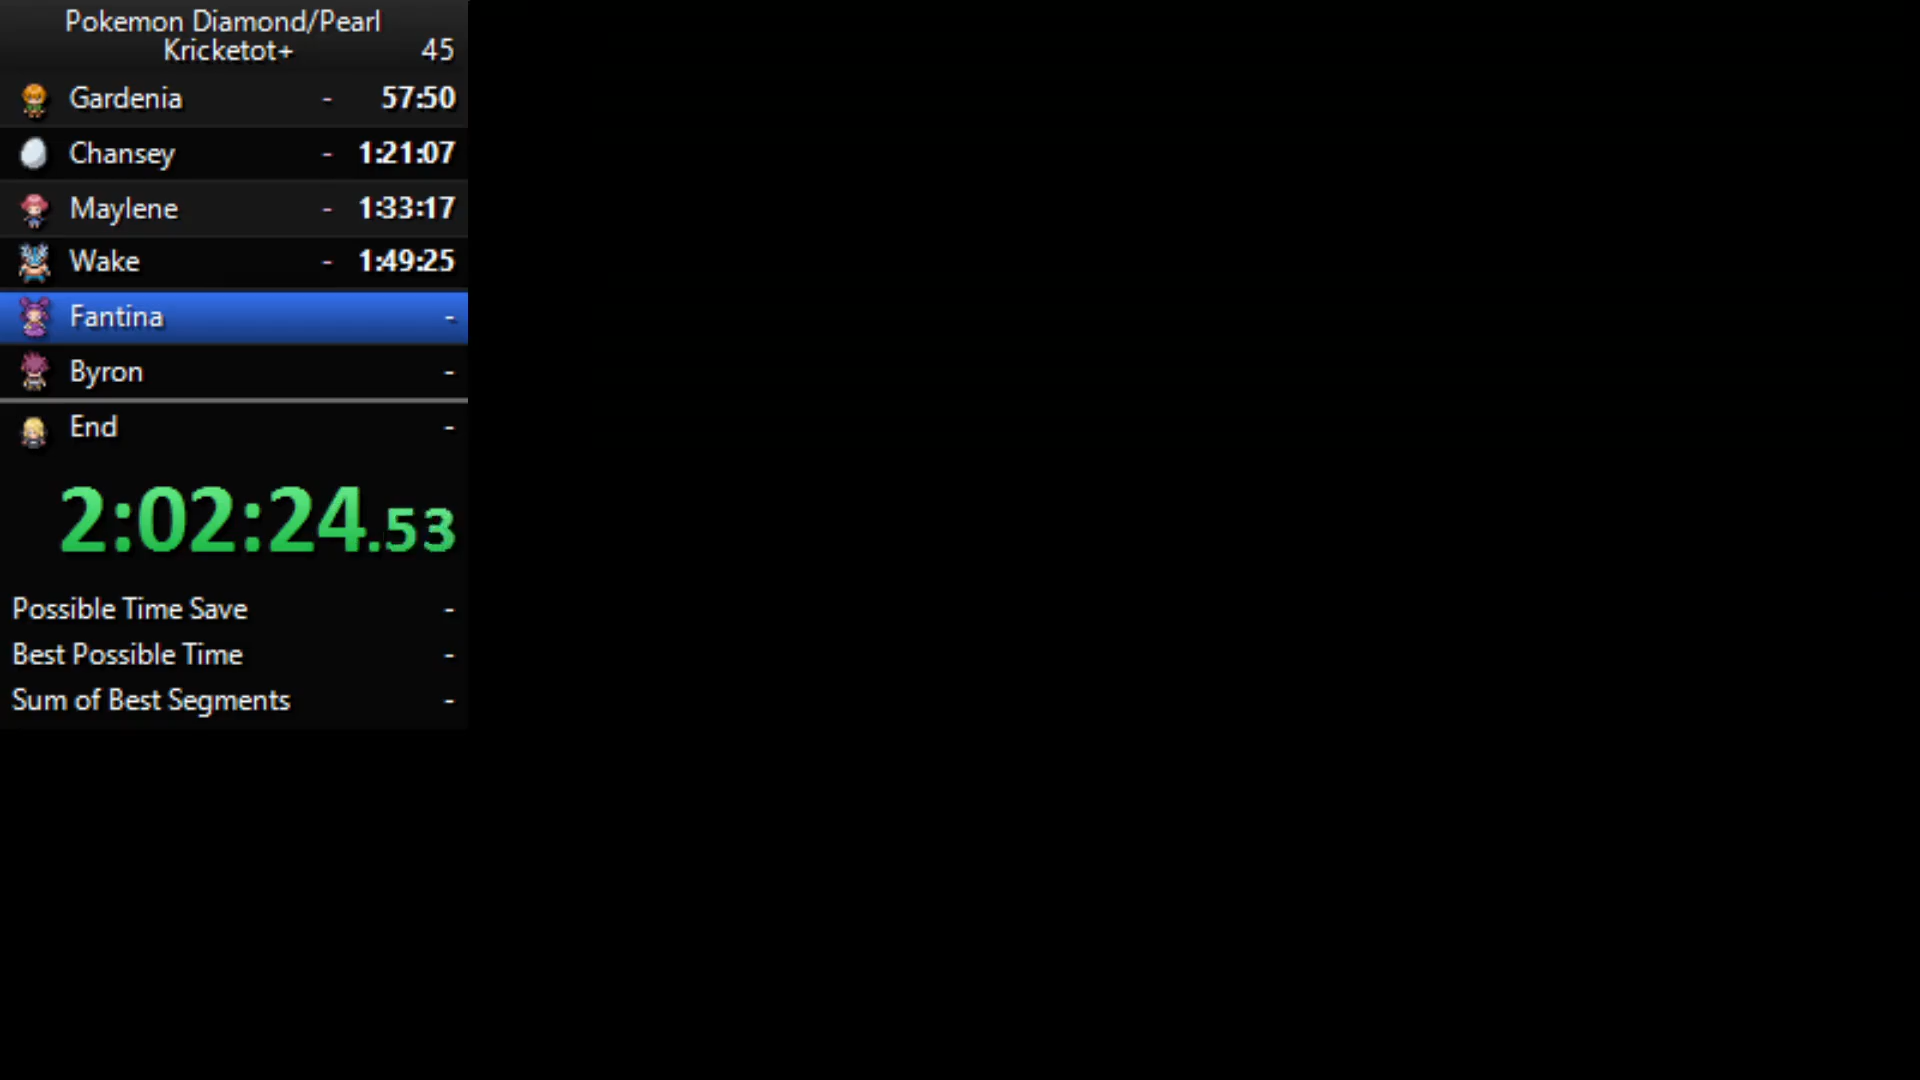 Pokemon Diamond/Pearl
Kricketot+ 45
Gardenia - 57:50
Chansey - 1:21:07
Maylene - 1:33:17
Wake - 1:49:25
Fantina -
Byron -
End -
2:02:24.53
Possible Time Save -
Best Possible Time -
Sum of Best Segments -